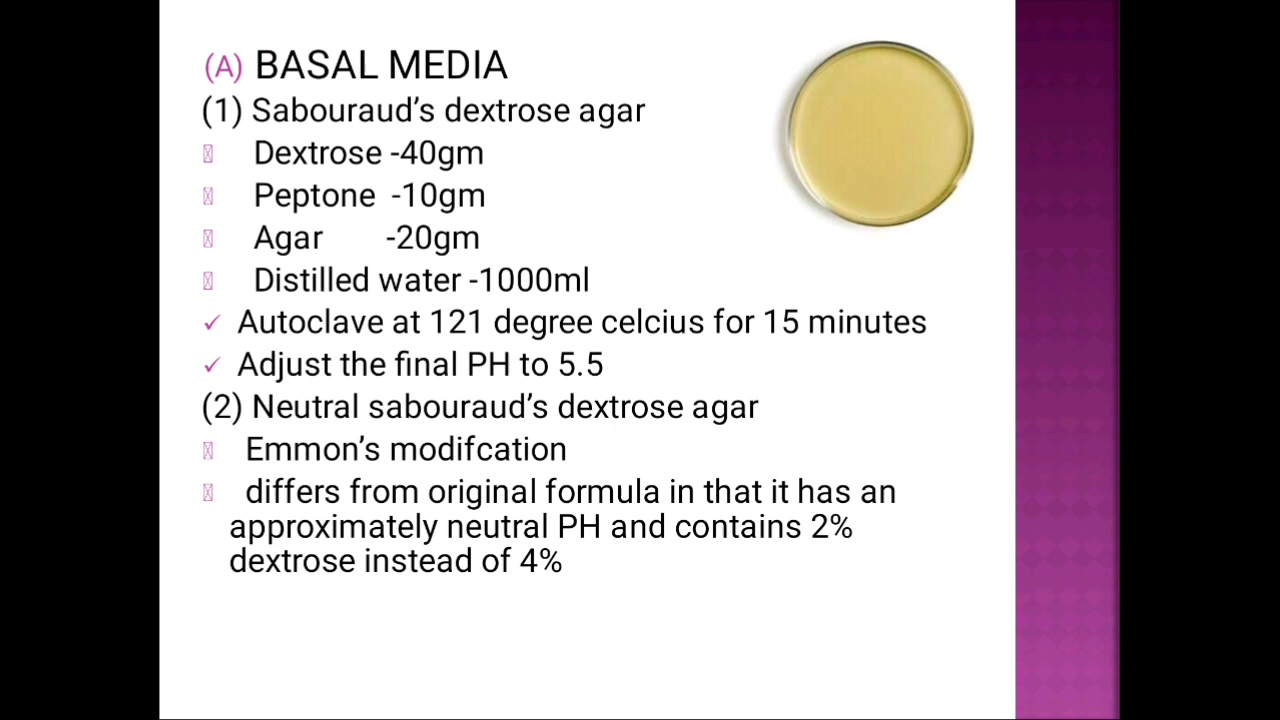 (A) BASAL MEDIA
(1) Sabouraud’s dextrose agar
Dextrose -40gm
Peptone -10gm
Agar -20gm
Distilled water -1000ml
✓ Autoclave at 121 degree celcius for 15 minutes
✓ Adjust the final PH to 5.5
(2) Neutral sabouraud’s dextrose agar
Emmon’s modifcation
differs from original formula in that it has an
approximately neutral PH and contains 2%
dextrose instead of 4%